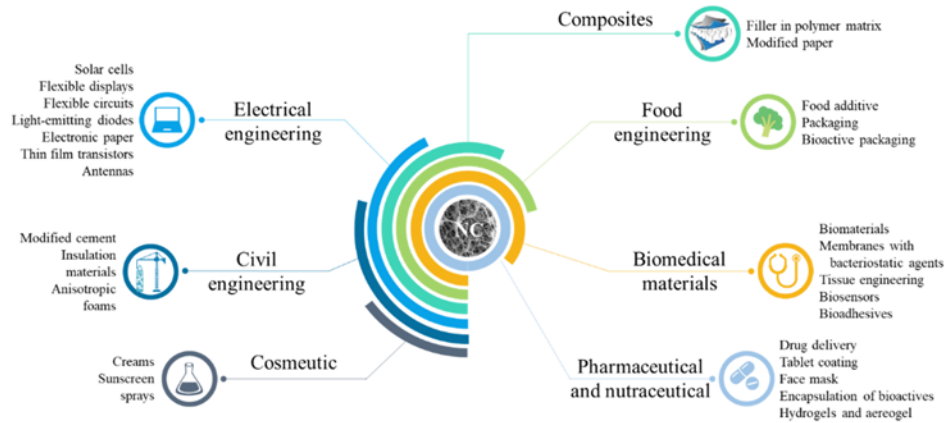 Composites
Filler in polymer matrix
Modified paper
Solar cells
Flexible displays
Flexible circuits
Light-emitting diodes
Electronic paper
Thin film transistors
Antennas
Electrical
engineering
Food
engineering
Food additive
Packaging
Bioactive packaging
NC
Modified cement
Insulation
materials
Anisotropic
foams
Civil
engineering
Biomedical
materials
Biomaterials
Membranes with
bacteriostatic agents
Tissue engineering
Biosensors
Bioadhesives
Creams
Sunscreen
sprays
Cosmeutic
Pharmaceutical
and nutraceutical
Drug delivery
Tablet coating
Face mask
Encapsulation of bioactives
Hydrogels and aereogel